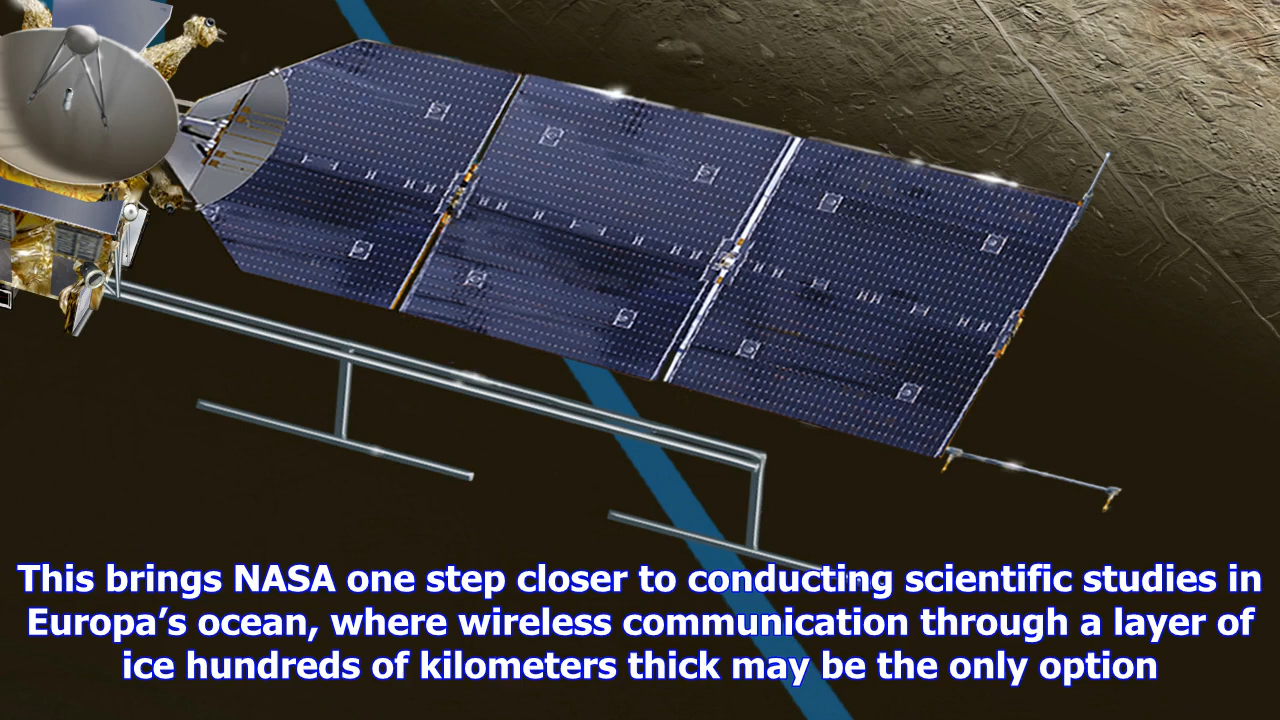 This brings NASA one step closer to conducting scientific studies in
Europa’s ocean, where wireless communication through a layer of
ice hundreds of kilometers thick may be the only option